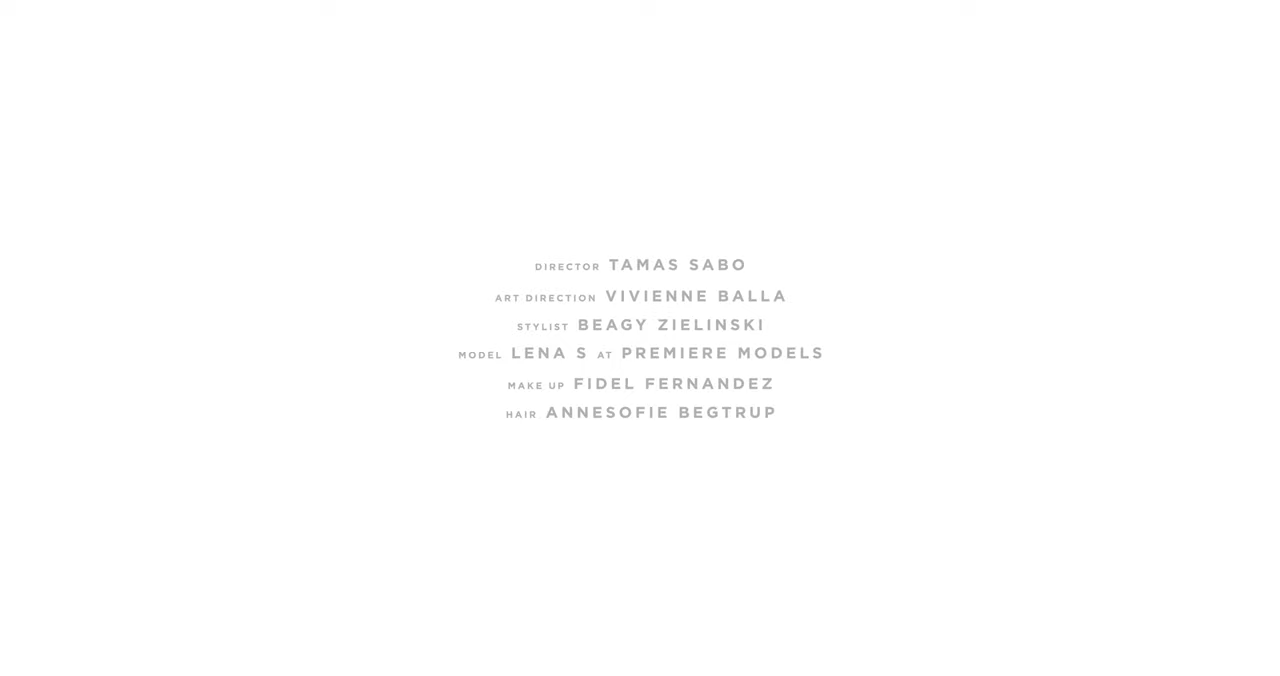 DIRECTOR TAMAS SABO
ART DIRECTION VIVIENNE BALLA
STYLIST BEAGY ZIELINSKI
MODEL LENA S AT PREMIERE MODELS
MAKE UP FIDEL FERNANDEZ
HAIR ANNESOFIE BEGTRUP